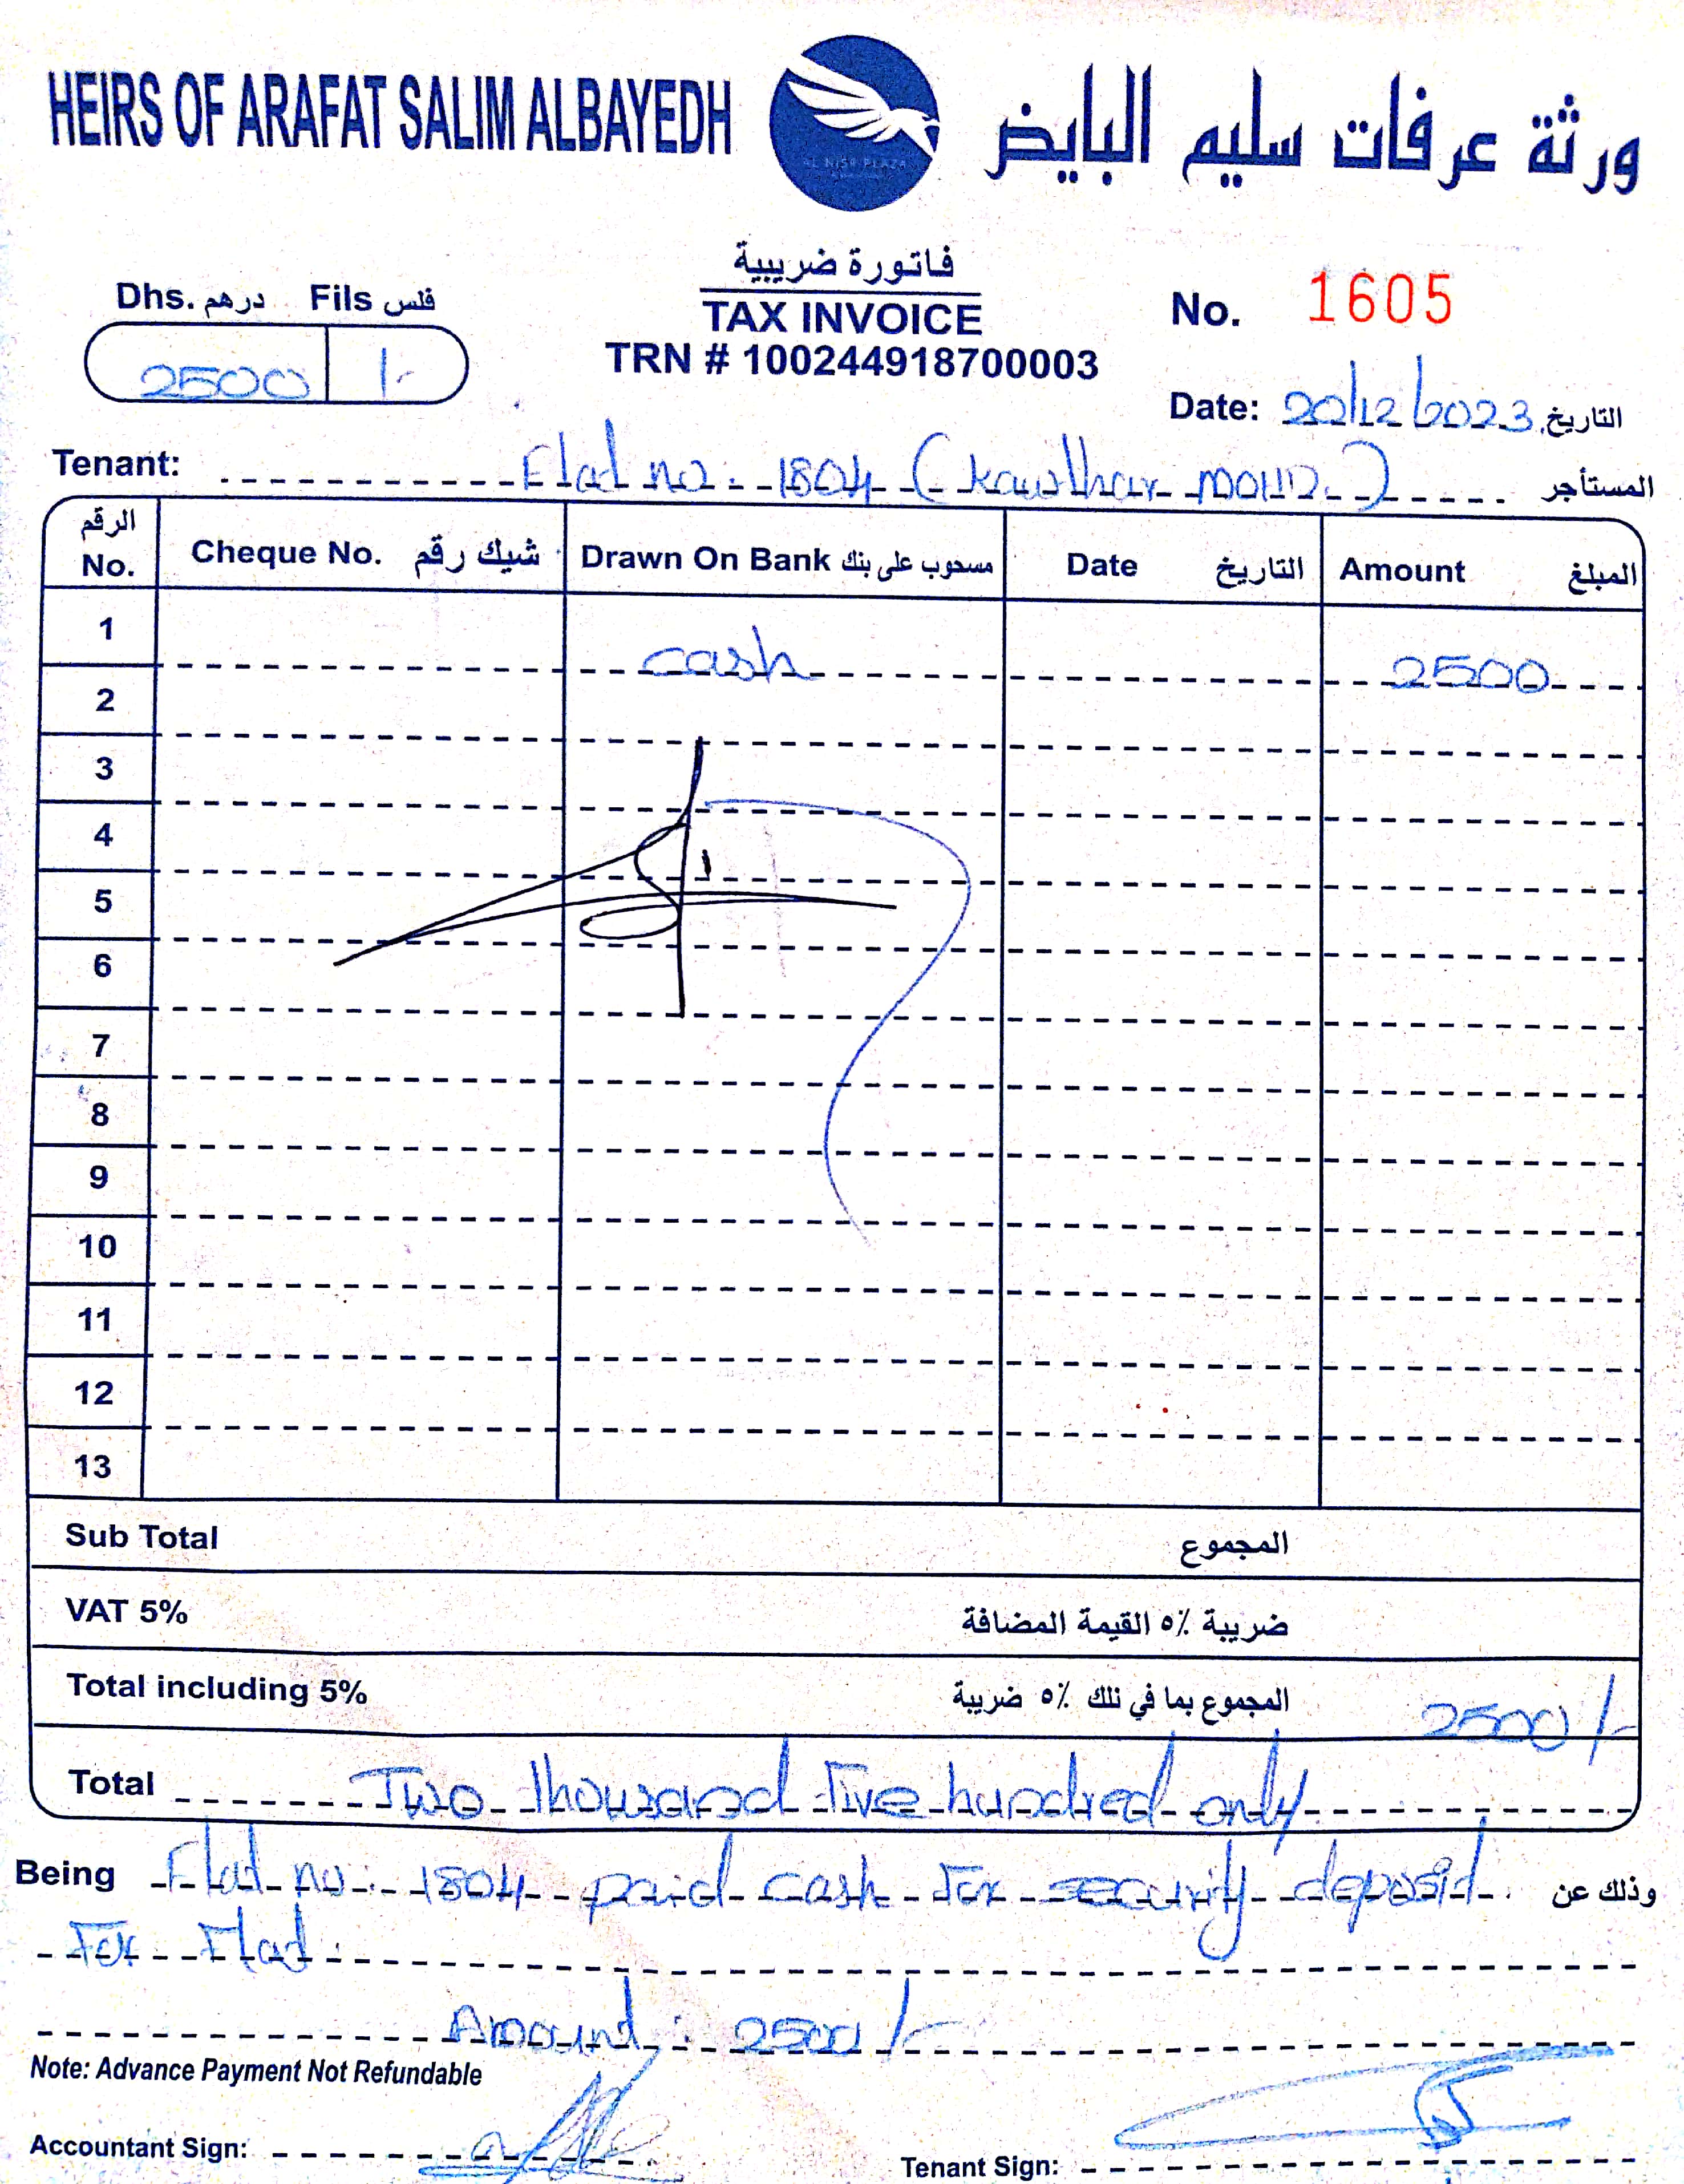 HEIRS OF ARAFAT SALIM ALBAYEDH
AL NISR PLAZA
ورثة عرفات سليم البايض
فاتورة ضريبية
TAX INVOICE
TRN # 100244918700003
Dhs. درهم Fils فلس
2500 /-
No. 1605
Date: 20/12/2023 التاريخ
Tenant: Flat no: 1804 (Kawthar MOHD.) المستأجر
الرقم No. Cheque No. شيك رقم Drawn On Bank مسحوب على بنك Date التاريخ Amount المبلغ
1 cash 2500
2
3
4
5
6
7
8
9
10
11
12
13
Sub Total المجموع
VAT 5% ضريبة ٥٪ القيمة المضافة
Total including 5% المجموع بما في ذلك ٥٪ ضريبة 2500/-
Total Two thousand five hundred only
Being Flat no: 1804 paid cash for security deposit. وذلك عن
For Flat.
Amount: 2500/-
Note: Advance Payment Not Refundable
Accountant Sign:
Tenant Sign: